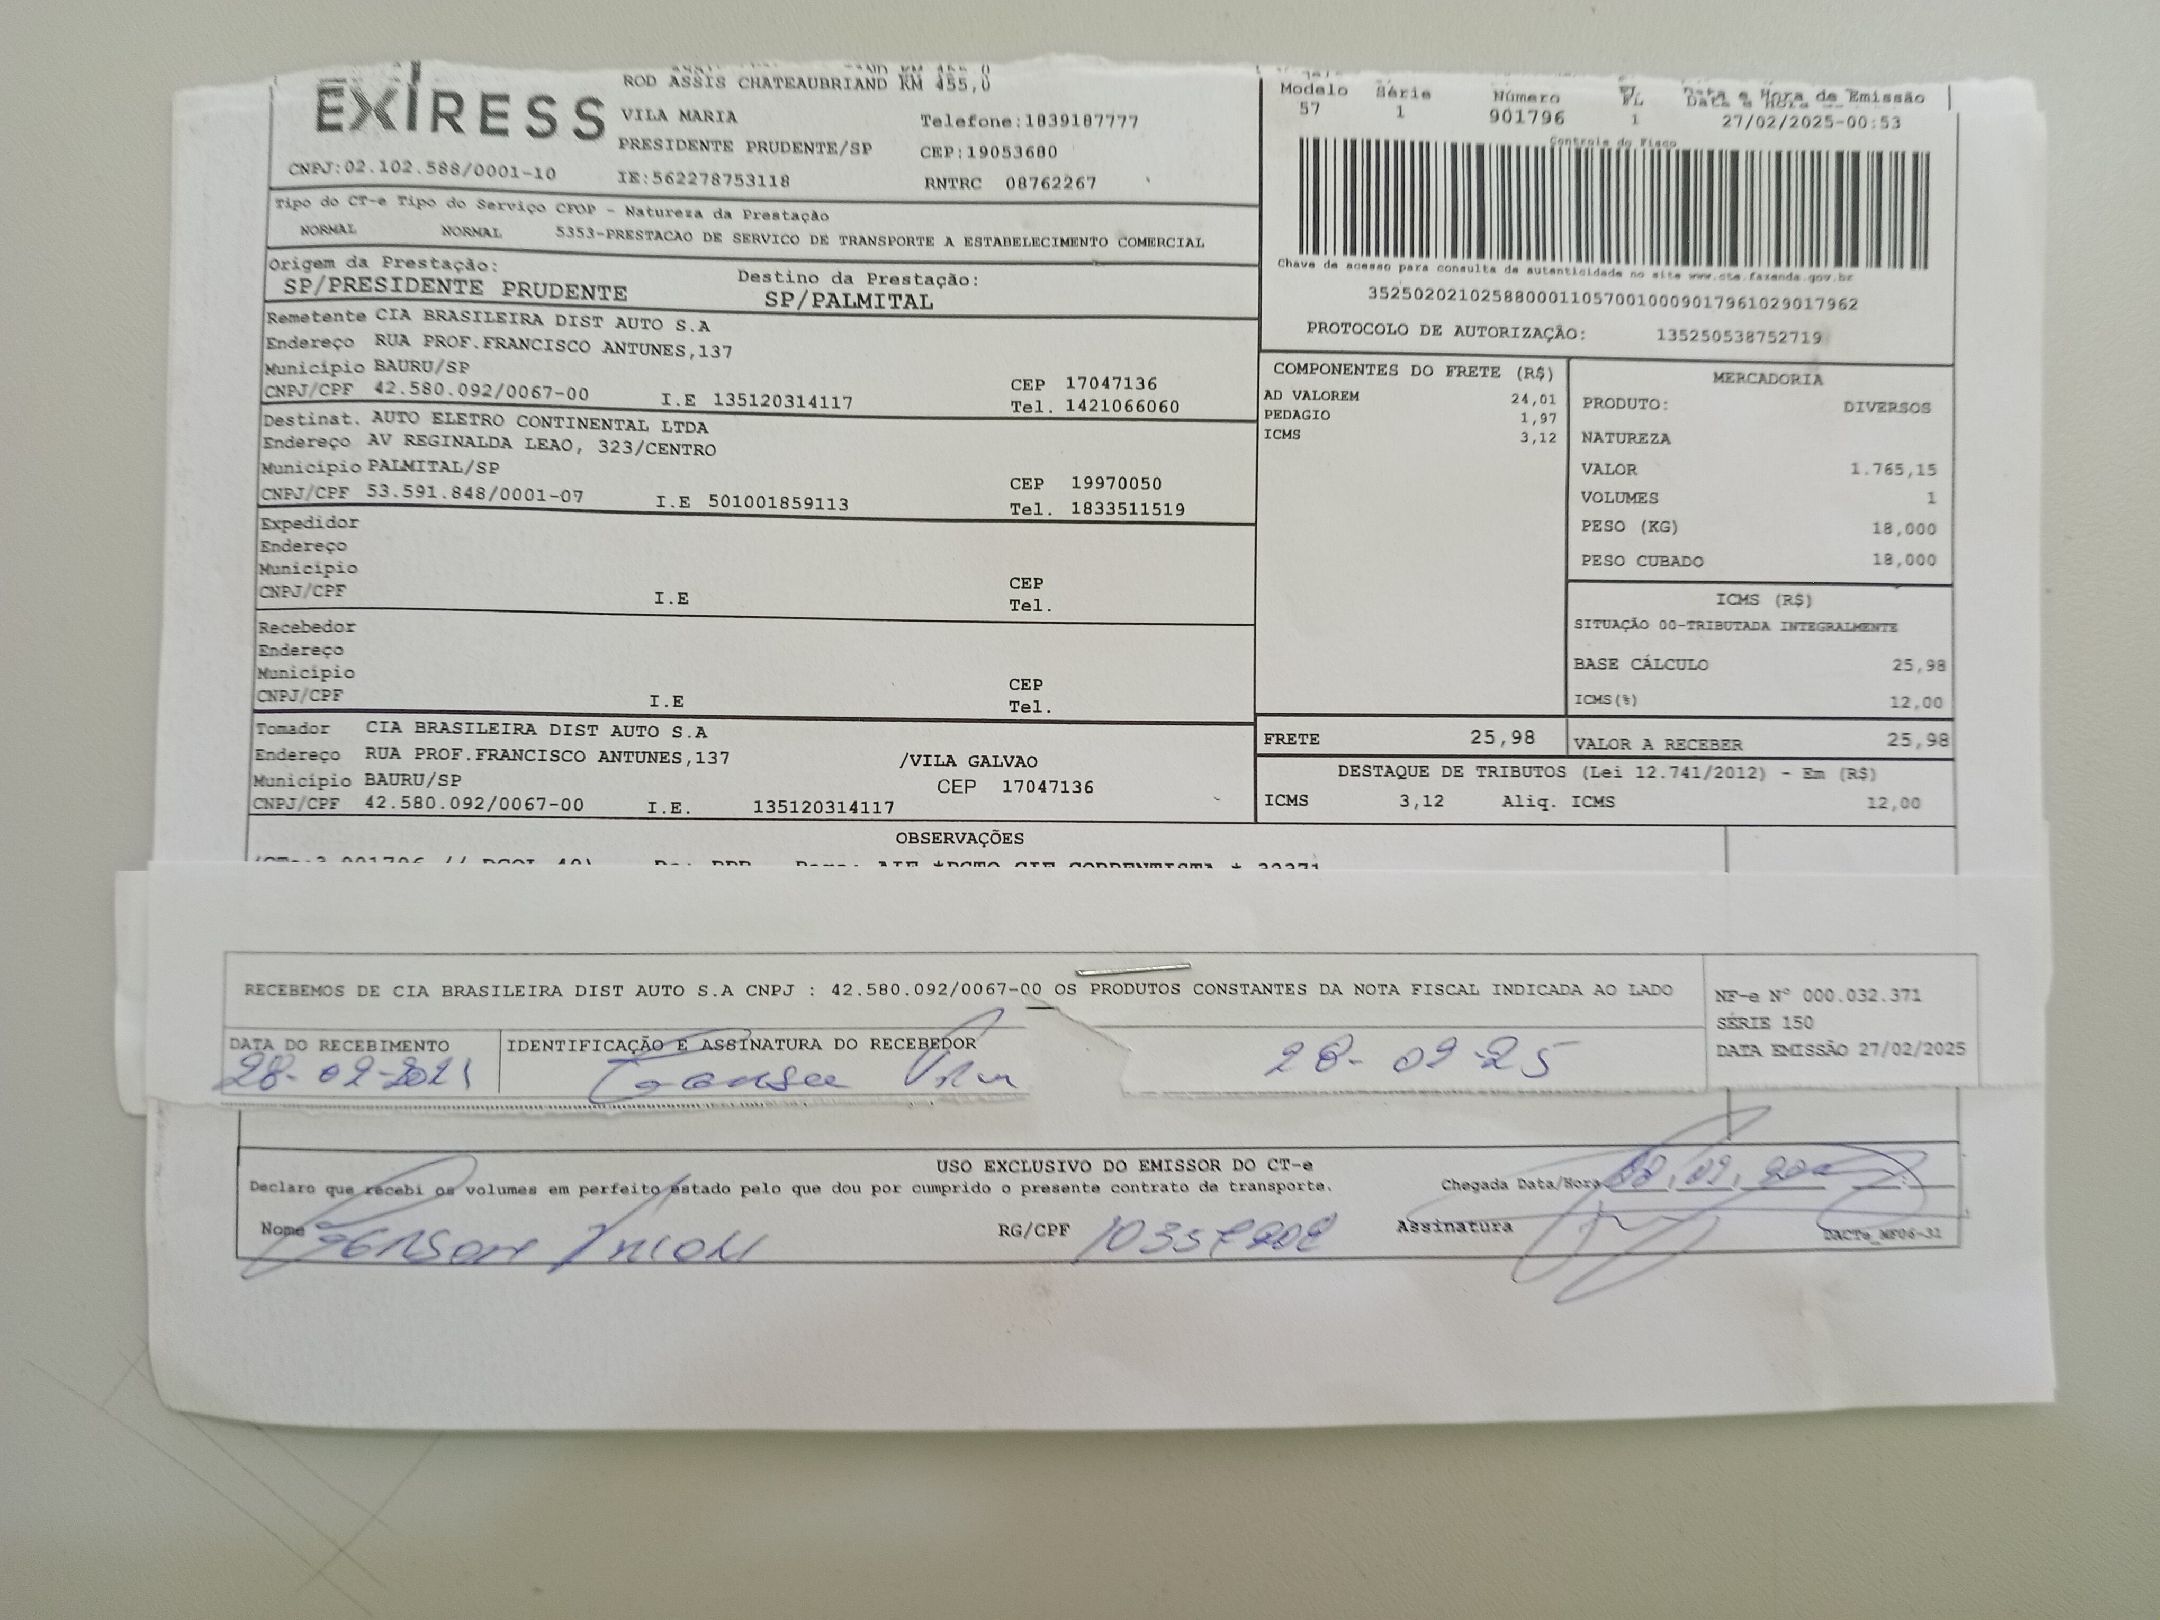 EXPRESS
ROD ASSIS CHATEAUBRIAND KM 455,0
VILA MARIA Telefone:1839187777
PRESIDENTE PRUDENTE/SP CEP:19053680
CNPJ:02.102.588/0001-10 IE:562278753118 RNTRC 08762267
Modelo Série Número FL Data e Hora de Emissão
57 1 901796 1 27/02/2025-00:53
Controle do Fisco
Chave de acesso para consulta de autenticidade no site www.cte.fazenda.gov.br
35250202102588000110570010009017961029017962
PROTOCOLO DE AUTORIZAÇÃO: 135250538752719
Tipo do CT-e Tipo do Serviço CFOP - Natureza da Prestação
NORMAL NORMAL 5353-PRESTACAO DE SERVICO DE TRANSPORTE A ESTABELECIMENTO COMERCIAL
Origem da Prestação: Destino da Prestação:
SP/PRESIDENTE PRUDENTE SP/PALMITAL
Remetente CIA BRASILEIRA DIST AUTO S.A
Endereço RUA PROF.FRANCISCO ANTUNES,137
Município BAURU/SP CEP 17047136
CNPJ/CPF 42.580.092/0067-00 I.E 135120314117 Tel. 1421066060
Destinat. AUTO ELETRO CONTINENTAL LTDA
Endereço AV REGINALDA LEAO, 323/CENTRO
Município PALMITAL/SP CEP 19970050
CNPJ/CPF 53.591.848/0001-07 I.E 501001859113 Tel. 1833511519
Expedidor
Endereço
Município CEP
CNPJ/CPF I.E Tel.
Recebedor
Endereço
Município CEP
CNPJ/CPF I.E Tel.
Tomador CIA BRASILEIRA DIST AUTO S.A
Endereço RUA PROF.FRANCISCO ANTUNES,137 /VILA GALVAO
Município BAURU/SP CEP 17047136
CNPJ/CPF 42.580.092/0067-00 I.E. 135120314117
COMPONENTES DO FRETE (R$)
AD VALOREM 24,01
PEDAGIO 1,97
ICMS 3,12
MERCADORIA
PRODUTO: DIVERSOS
NATUREZA
VALOR 1.765,15
VOLUMES 1
PESO (KG) 18,000
PESO CUBADO 18,000
ICMS (R$)
SITUAÇÃO 00-TRIBUTADA INTEGRALMENTE
BASE CÁLCULO 25,98
ICMS(%) 12,00
FRETE 25,98 VALOR A RECEBER 25,98
DESTAQUE DE TRIBUTOS (Lei 12.741/2012) - Em (R$)
ICMS 3,12 Aliq. ICMS 12,00
OBSERVAÇÕES
RECEBEMOS DE CIA BRASILEIRA DIST AUTO S.A CNPJ : 42.580.092/0067-00 OS PRODUTOS CONSTANTES DA NOTA FISCAL INDICADA AO LADO
NF-e Nº 000.032.371
SÉRIE 150
DATA EMISSÃO 27/02/2025
DATA DO RECEBIMENTO IDENTIFICAÇÃO E ASSINATURA DO RECEBEDOR
28-02-25
USO EXCLUSIVO DO EMISSOR DO CT-e
Declaro que recebi os volumes em perfeito estado pelo que dou por cumprido o presente contrato de transporte. Chegada Data/Hora
Nome RG/CPF Assinatura
DACTe_MF06-31